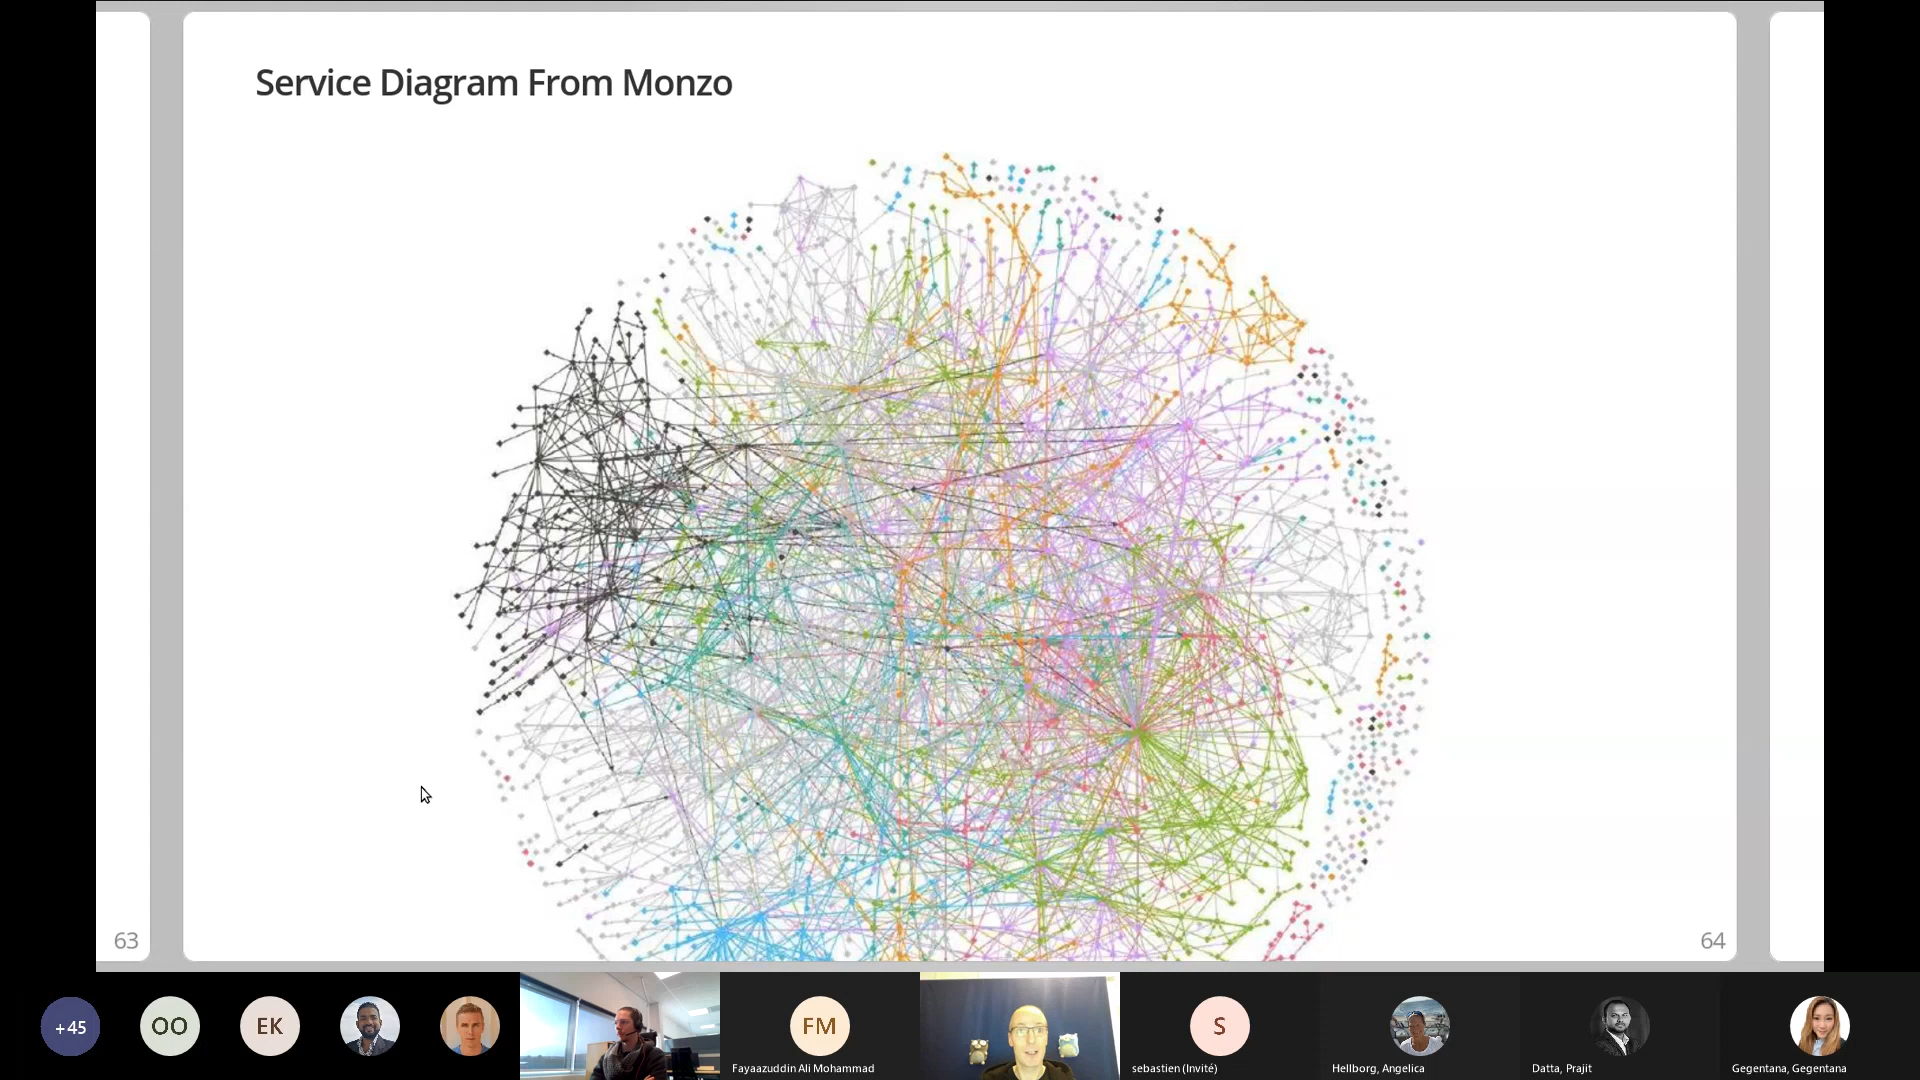 Service Diagram From Monzo
63
64
+45
OO
EK
FM
S
Fayaazuddin Ali Mohammad
sebastien (Invité)
Hellborg, Angelica
Datta, Prajit
Gegentana, Gegentana